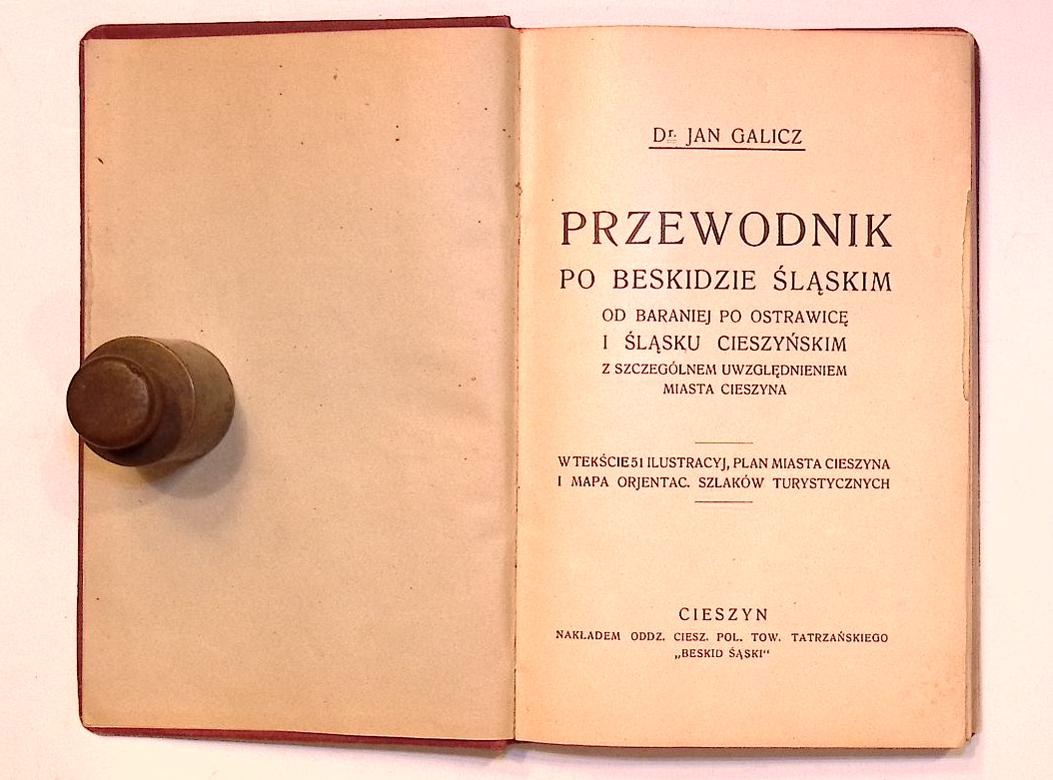 Dr. JAN GALICZ
PRZEWODNIK
PO BESKIDZIE ŚLĄSKIM
OD BARANIEJ PO OSTRAWICĘ
I ŚLĄSKU CIESZYŃSKIM
Z SZCZEGÓLNEM UWZGLĘDNIENIEM
MIASTA CIESZYNA
W TEKŚCIE 51 ILUSTRACYJ, PLAN MIASTA CIESZYNA
I MAPA ORJENTAC. SZLAKÓW TURYSTYCZNYCH
CIESZYN
NAKŁADEM ODDZ. CIESZ. POL. TOW. TATRZAŃSKIEGO
„BESKID ŚĄSKI“